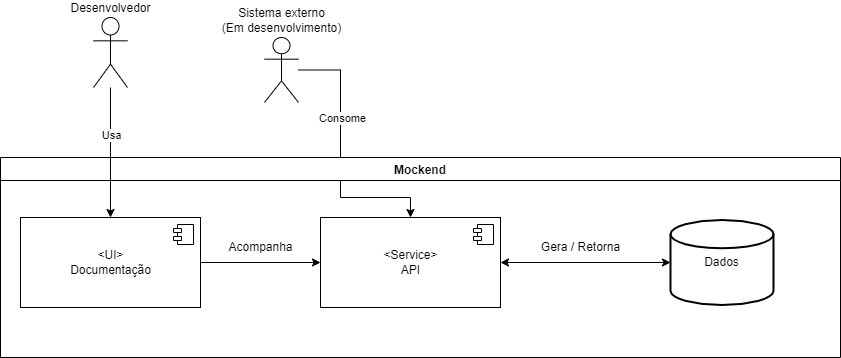 Desenvolvedor
Sistema externo
(Em desenvolvimento)
Usa
Consome
Mockend
<UI>
Documentação
Acompanha
<Service>
API
Gera / Retorna
Dados